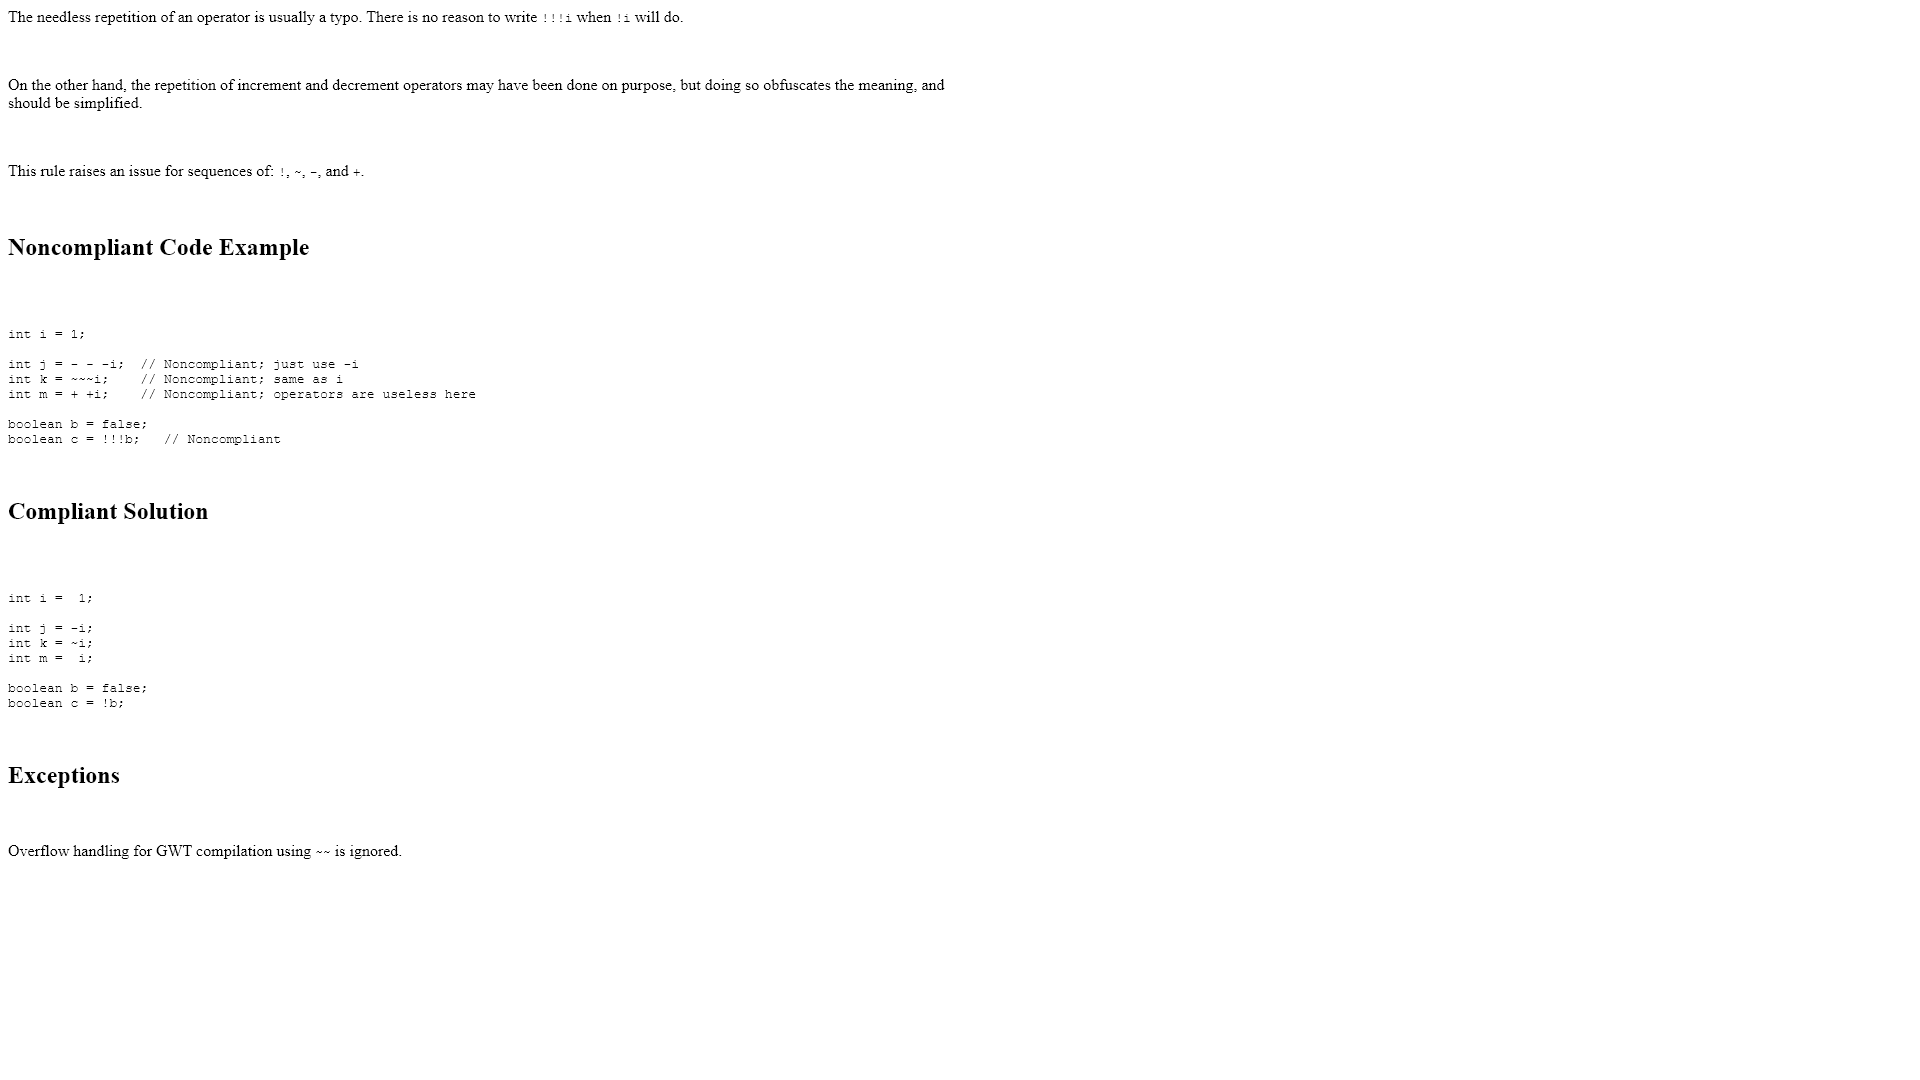 The needless repetition of an operator is usually a typo. There is no reason to write !!!i when !i will do.
On the other hand, the repetition of increment and decrement operators may have been done on purpose, but doing so obfuscates the meaning, and
should be simplified.
This rule raises an issue for sequences of: !, ~, -, and +.
Noncompliant Code Example
int i = 1;
int j = - - -i;  // Noncompliant; just use -i
int k = ~~~i;    // Noncompliant; same as i
int m = + +i;    // Noncompliant; operators are useless here
boolean b = false;
boolean c = !!!b;   // Noncompliant
Compliant Solution
int i =  1;
int j = -i;
int k = ~i;
int m =  i;
boolean b = false;
boolean c = !b;
Exceptions
Overflow handling for GWT compilation using ~~ is ignored.